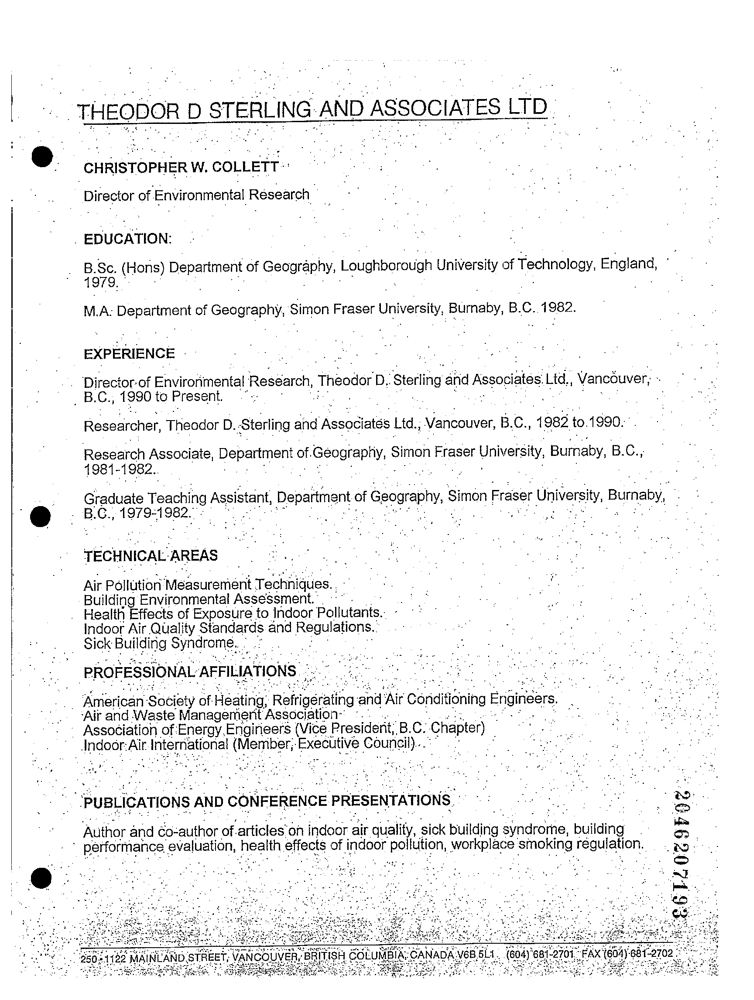 THEODOR D STERLING AND ASSOCIATES LTD
CHRISTOPHER W. COLLETT
Director of Environmental Research
EDUCATION:
B.Sc. (Hons) Department of Geography, Loughborough University of Technology, England,
1979.
M.A. Department of Geography, Simon Fraser University, Burnaby, B.C. 1982.
EXPERIENCE
Director of Environmental Research, Theodor D. Sterling and Associates Ltd., Vancouver,
B.C., 1990 to Present.
Researcher, Theodor D. Sterling and Associates Ltd., Vancouver, B.C., 1982 to 1990.
Research Associate, Department of Geography, Simon Fraser University, Burnaby, B.C.,
1981-1982.
Graduate Teaching Assistant, Department of Geography, Simon Fraser University, Burnaby,
B.C., 1979-1982.
TECHNICAL AREAS
Air Pollution Measurement Techniques.
Building Environmental Assessment.
Health Effects of Exposure to Indoor Pollutants.
Indoor Air Quality Standards and Regulations.
Sick Building Syndrome.
PROFESSIONAL AFFILIATIONS
American Society of Heating, Refrigerating and Air Conditioning Engineers.
Air and Waste Management Association
Association of Energy Engineers (Vice President, B.C. Chapter)
Indoor Air International (Member, Executive Council)
PUBLICATIONS AND CONFERENCE PRESENTATIONS
Author and co-author of articles on indoor air quality, sick building syndrome, building
performance evaluation, health effects of indoor pollution, workplace smoking regulation.
2046207193
250-1122 MAINLAND STREET, VANCOUVER, BRITISH COLUMBIA, CANADA V6B 5L1 (604) 681-2701 FAX (604) 681-2702